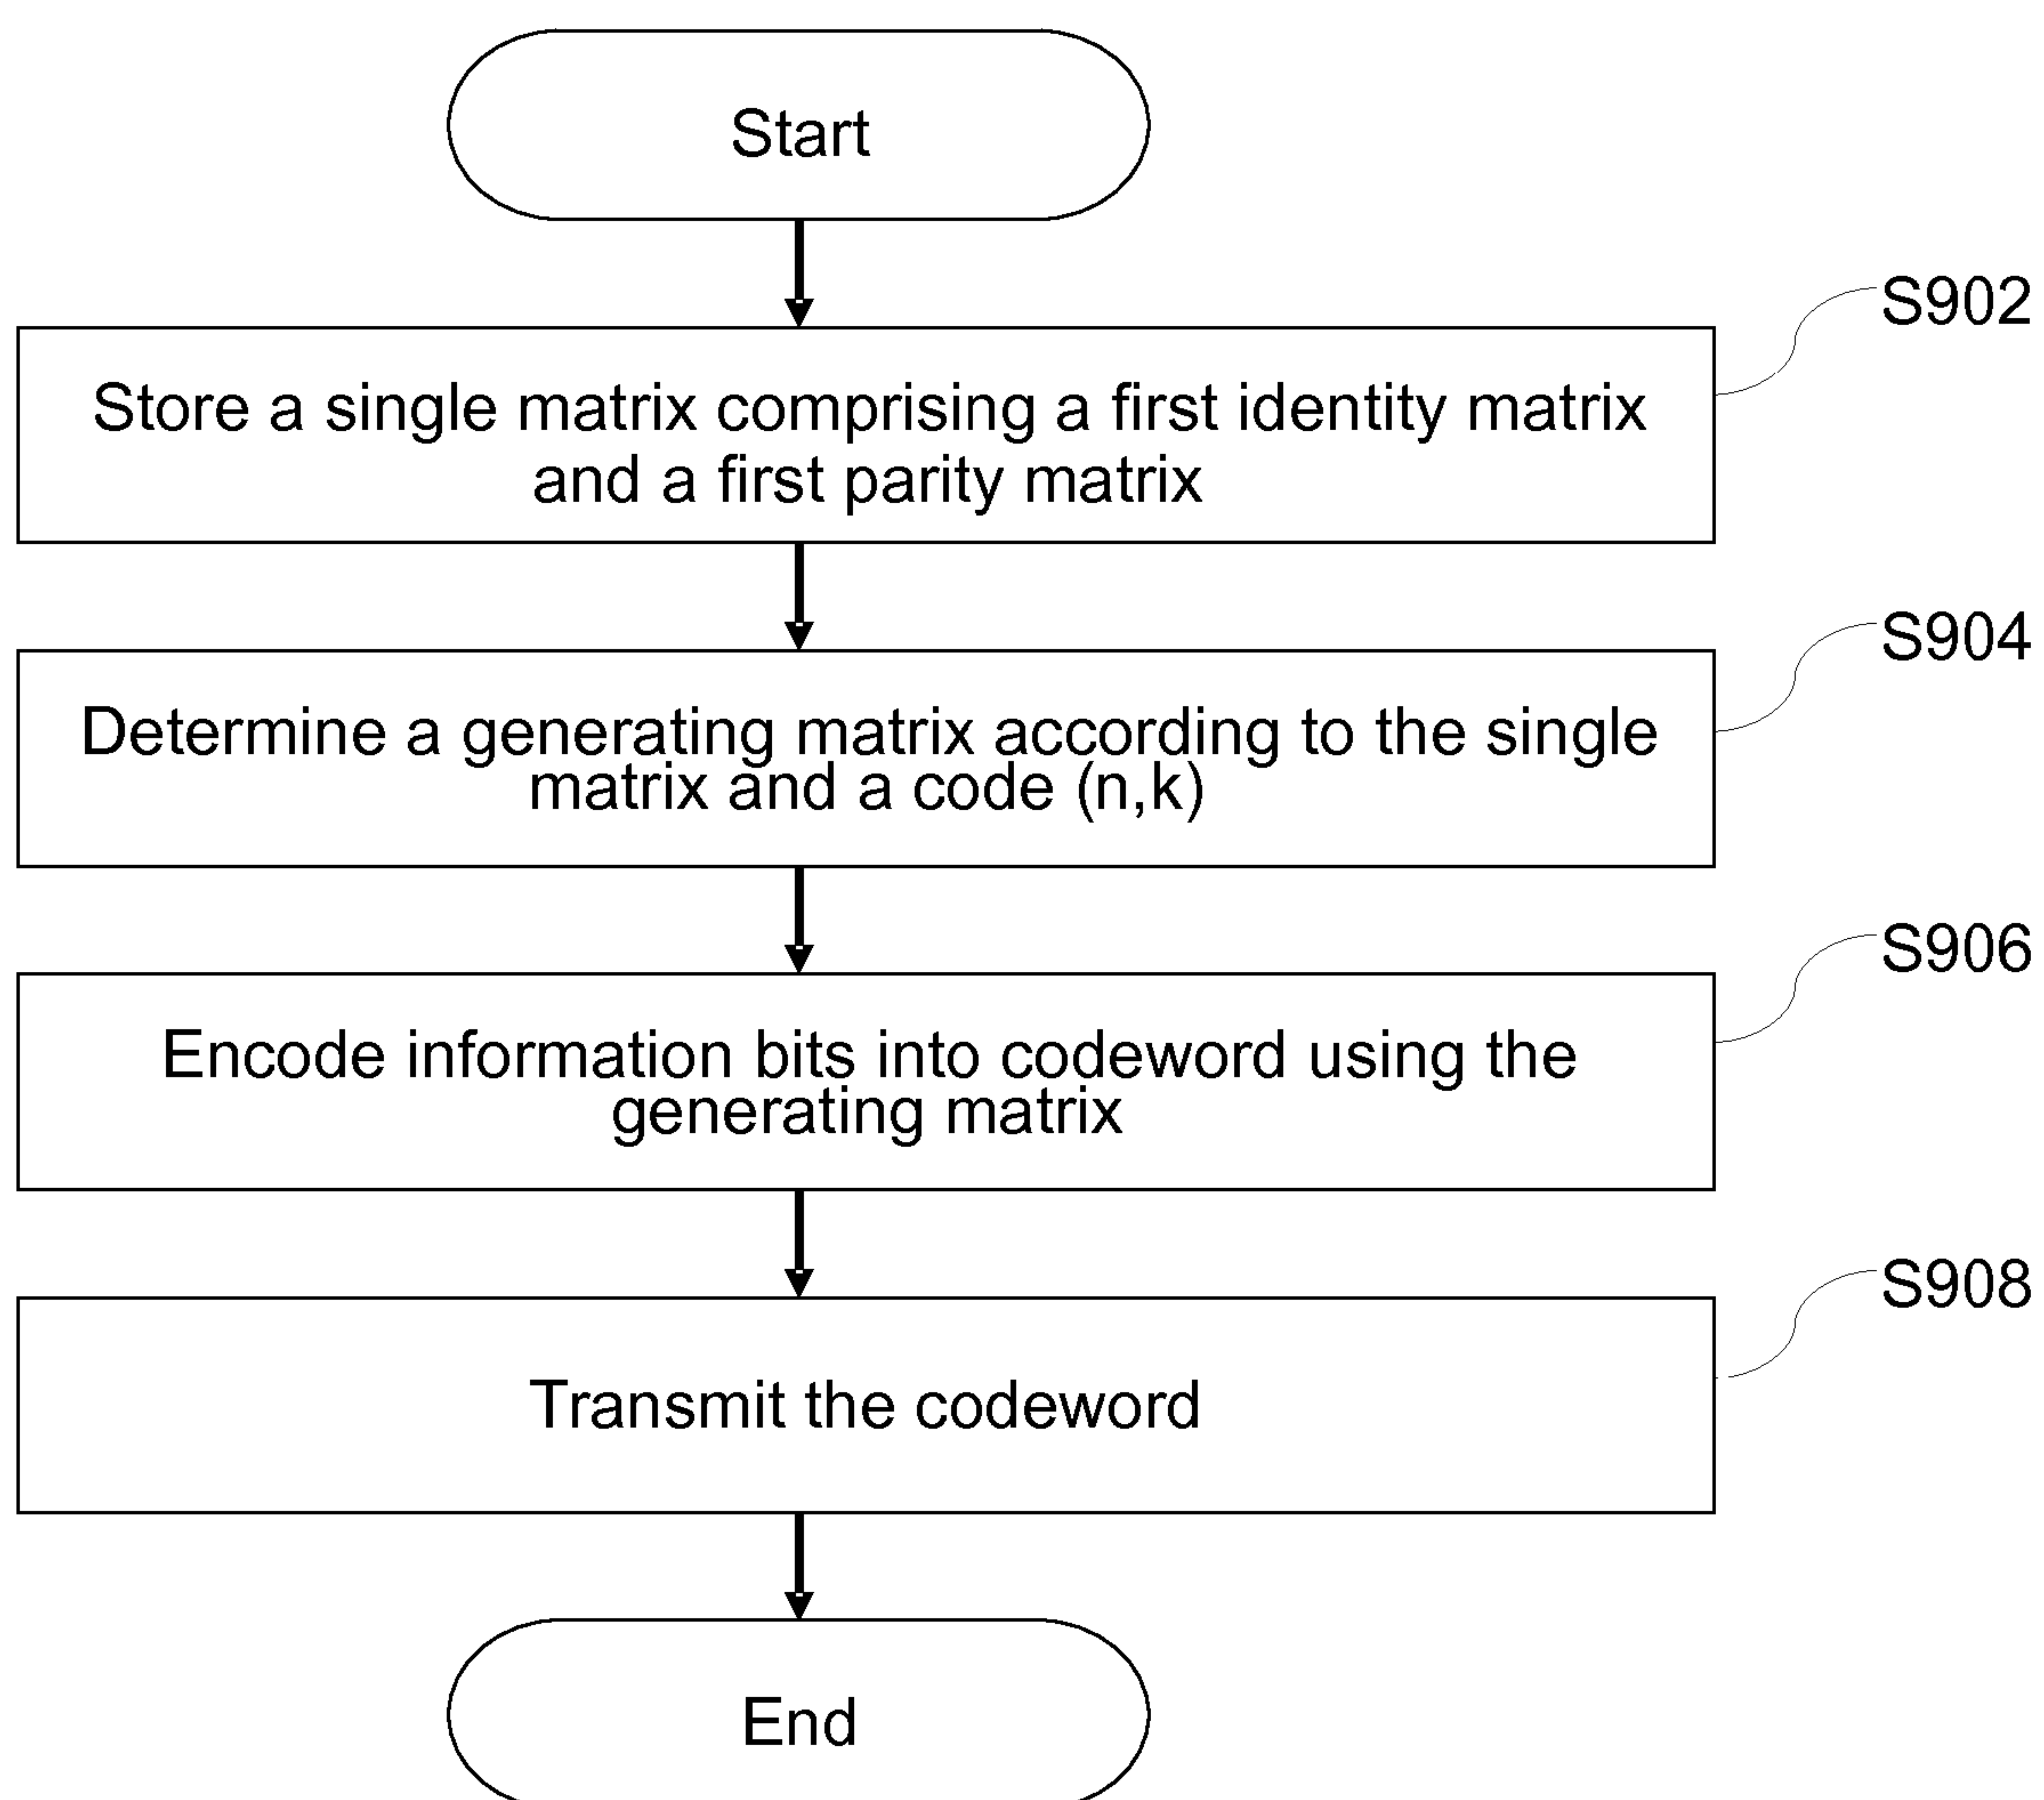 Start
S902
Store a single matrix comprising a first identity matrix
and a first parity matrix
S904
Determine a generating matrix according to the single
matrix and a code (n,k)
S906
Encode information bits into codeword using the
generating matrix
S908
Transmit the codeword
End